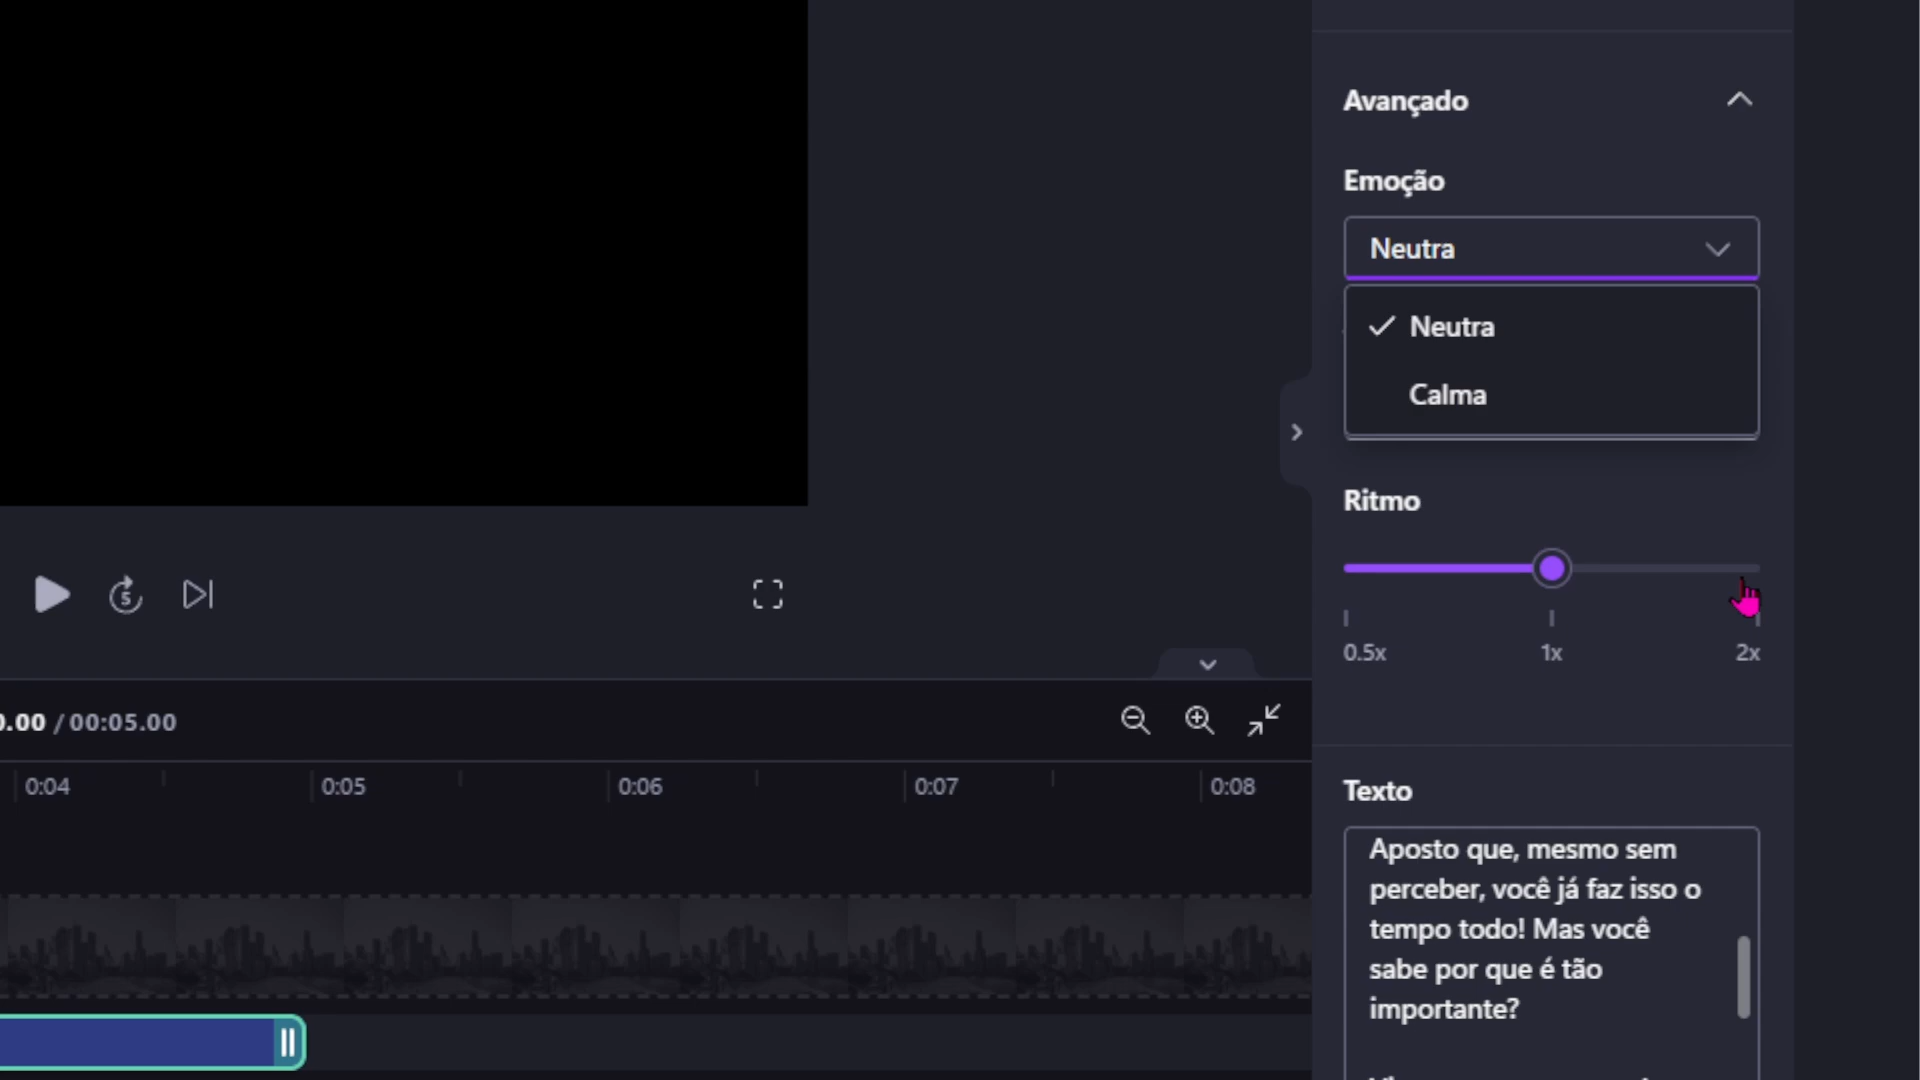 Avançado
Emoção
Neutra
Neutra
Calma
Ritmo
0.5x 1x 2x
5
0.00 / 00:05.00
0:04 0:05 0:06 0:07 0:08
Texto
Aposto que, mesmo sem
perceber, você já faz isso o
tempo todo! Mas você
sabe por que é tão
importante?